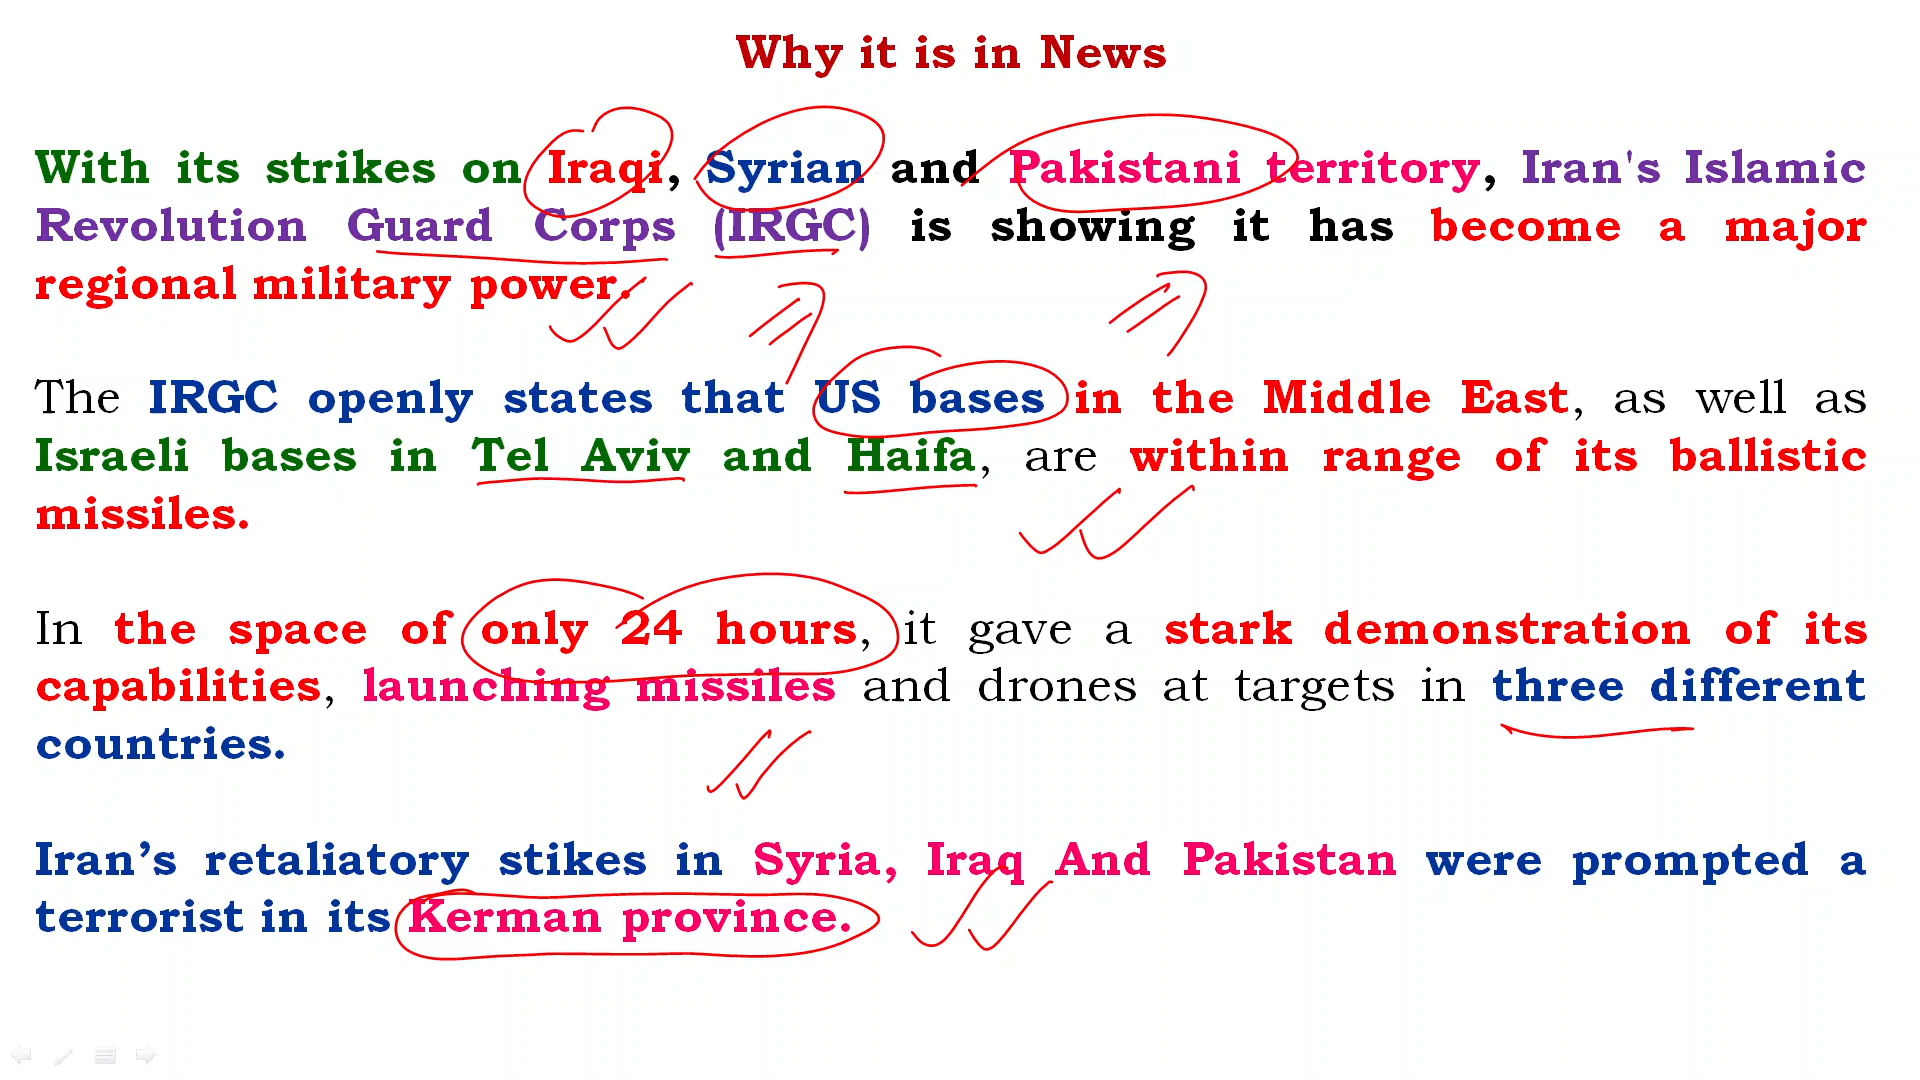 Why it is in News
With its strikes on Iraqi, Syrian and Pakistani territory, Iran's Islamic
Revolution Guard Corps (IRGC) is showing it has become a major
regional military power.
The IRGC openly states that US bases in the Middle East, as well as
Israeli bases in Tel Aviv and Haifa, are within range of its ballistic
missiles.
In the space of only 24 hours, it gave a stark demonstration of its
capabilities, launching missiles and drones at targets in three different
countries.
Iran’s retaliatory stikes in Syria, Iraq And Pakistan were prompted a
terrorist in its Kerman province.